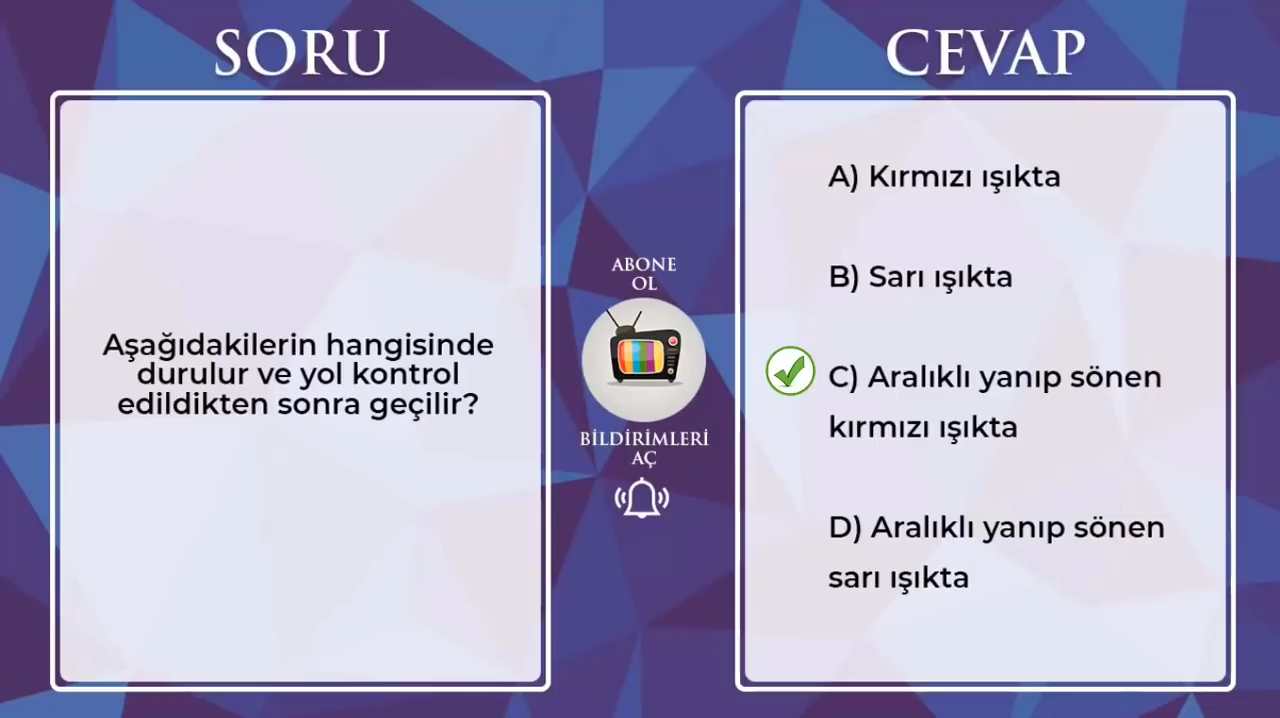 SORU
Aşağıdakilerin hangisinde
durulur ve yol kontrol
edildikten sonra geçilir?
ABONE
OL
BİLDİRİMLERİ
AÇ
CEVAP
A) Kırmızı ışıkta
B) Sarı ışıkta
C) Aralıklı yanıp sönen
kırmızı ışıkta
D) Aralıklı yanıp sönen
sarı ışıkta